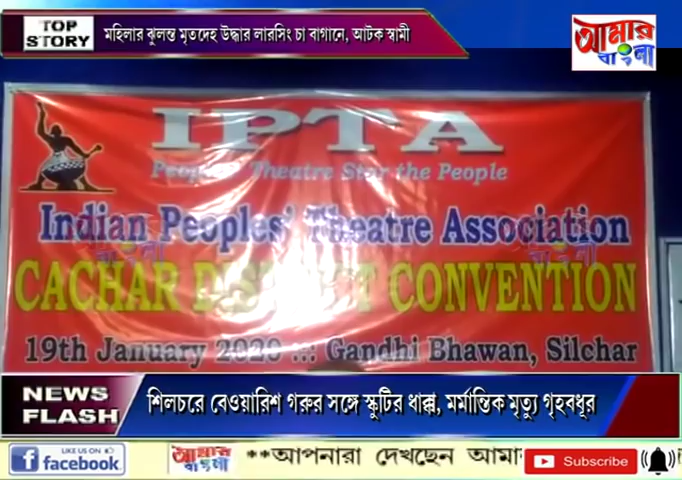 TOP STORY
মহিলার ঝুলন্ত মৃতদেহ উদ্ধার লারসিং চা বাগানে, আটক স্বামী
আমার বাংলা
IPTA
Peoples' Theatre Star the People
Indian Peoples' Theatre Association
CACHAR DISTRICT CONVENTION
19th January 2020 ::: Gandhi Bhawan, Silchar
NEWS FLASH
শিলচরে বেওয়ারিশ গরুর সঙ্গে স্কুটির ধাক্কা, মর্মান্তিক মৃত্যু গৃহবধূর
LIKE US ON
facebook
আমার বাংলা
**আপনারা দেখছেন আমা
Subscribe